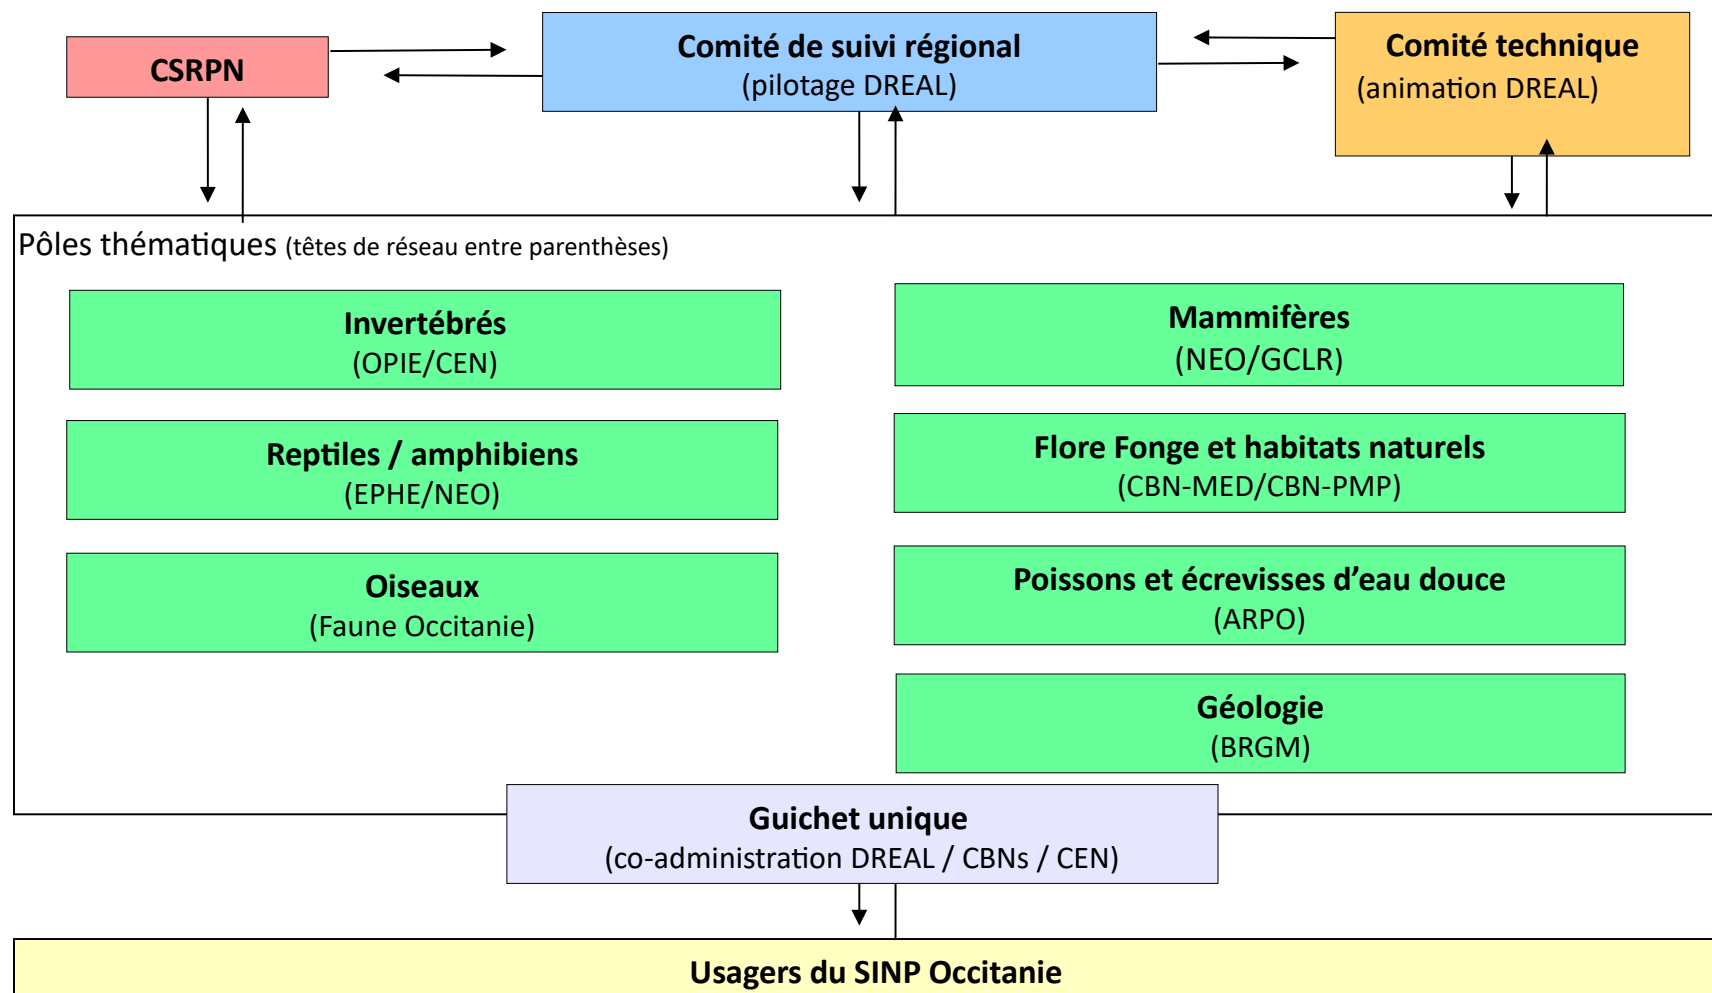 CSRPN
Comité de suivi régional
(pilotage DREAL)
Comité technique
(animation DREAL)
Pôles thématiques (têtes de réseau entre parenthèses)
Invertébrés
(OPIE/CEN)
Mammifères
(NEO/GCLR)
Reptiles / amphibiens
(EPHE/NEO)
Flore Fonge et habitats naturels
(CBN-MED/CBN-PMP)
Oiseaux
(Faune Occitanie)
Poissons et écrevisses d’eau douce
(ARPO)
Géologie
(BRGM)
Guichet unique
(co-administration DREAL / CBNs / CEN)
Usagers du SINP Occitanie